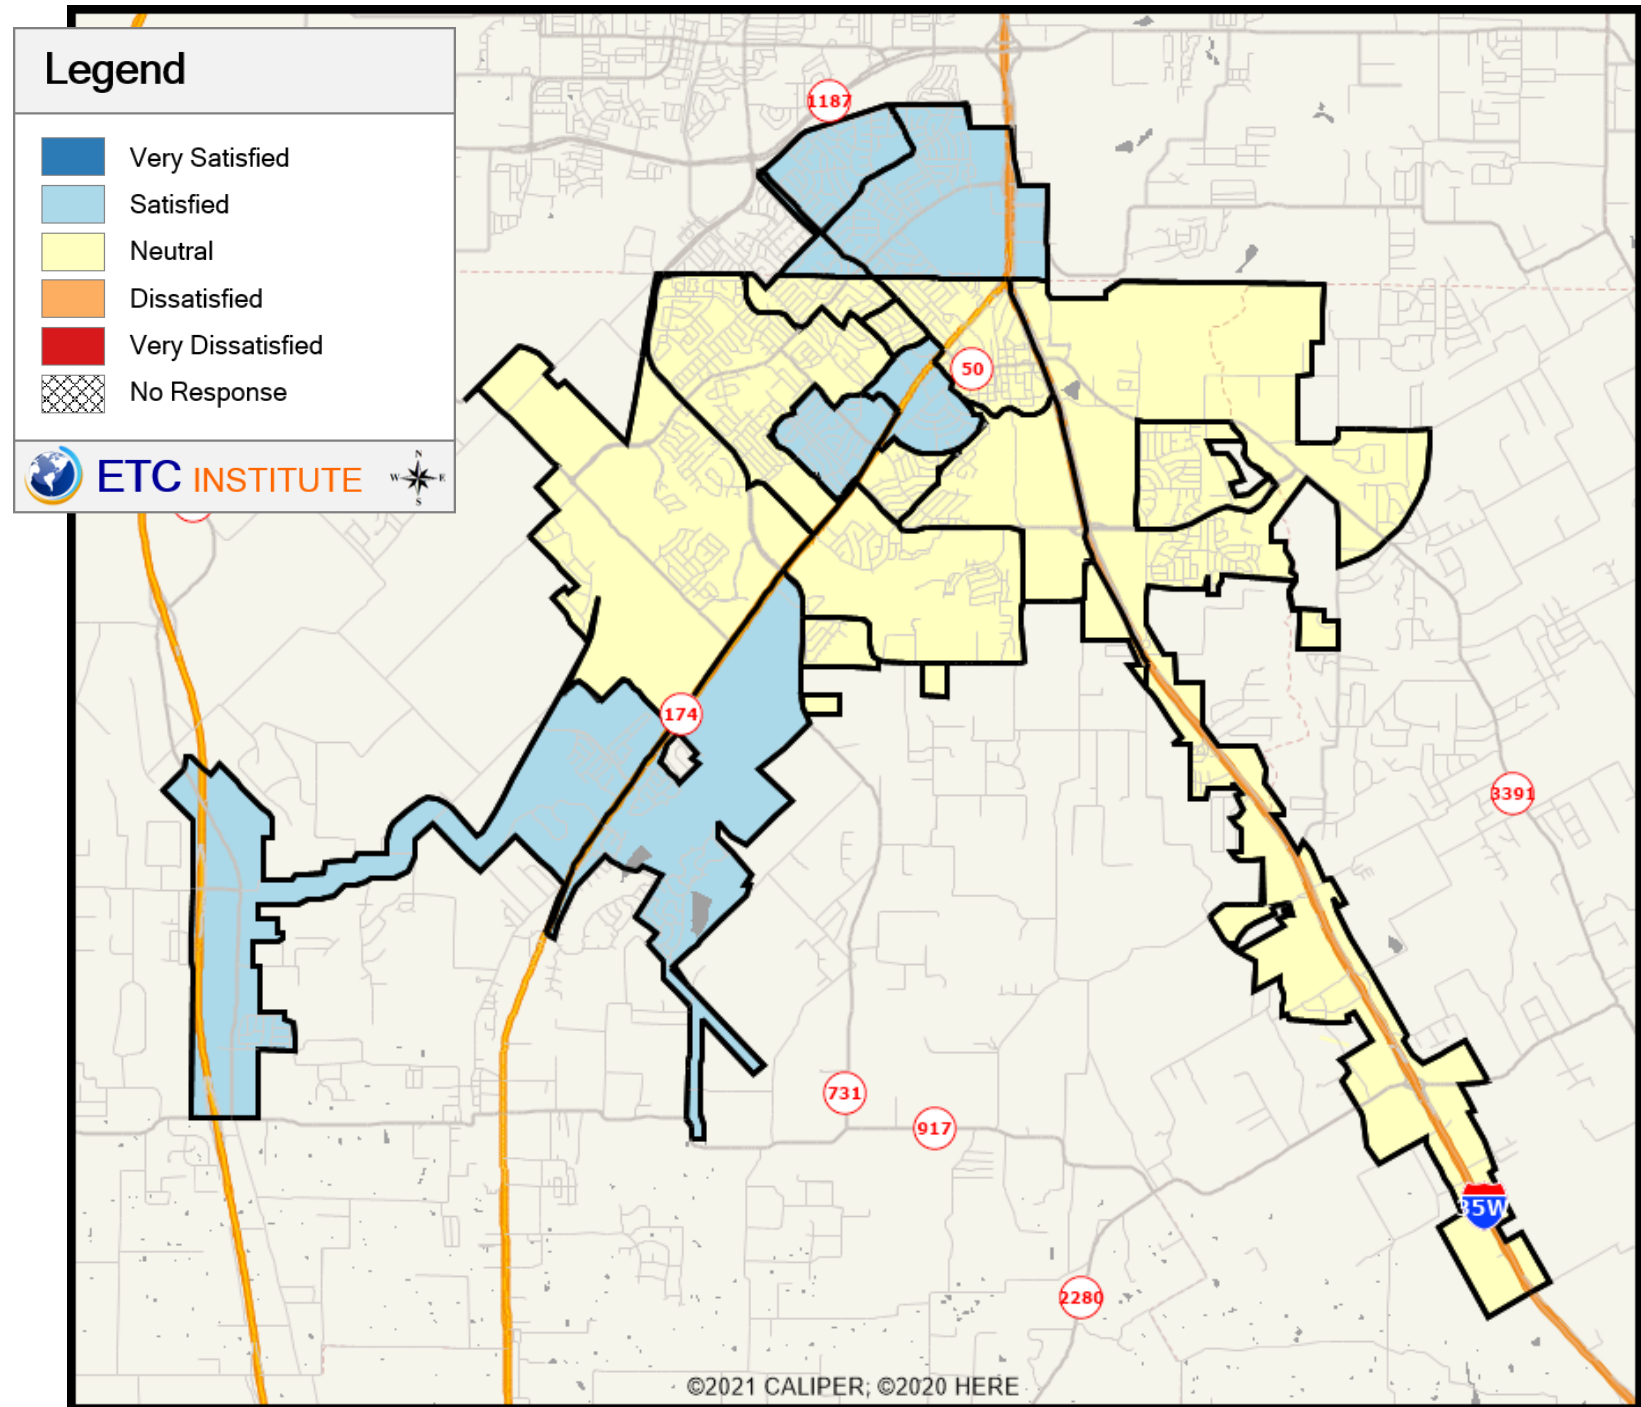 Legend
Very Satisfied
Satisfied
Neutral
Dissatisfied
Very Dissatisfied
No Response
ETC INSTITUTE
N
W E
S
1187
50
174
3391
731
917
35W
2280
©2021 CALIPER; ©2020 HERE